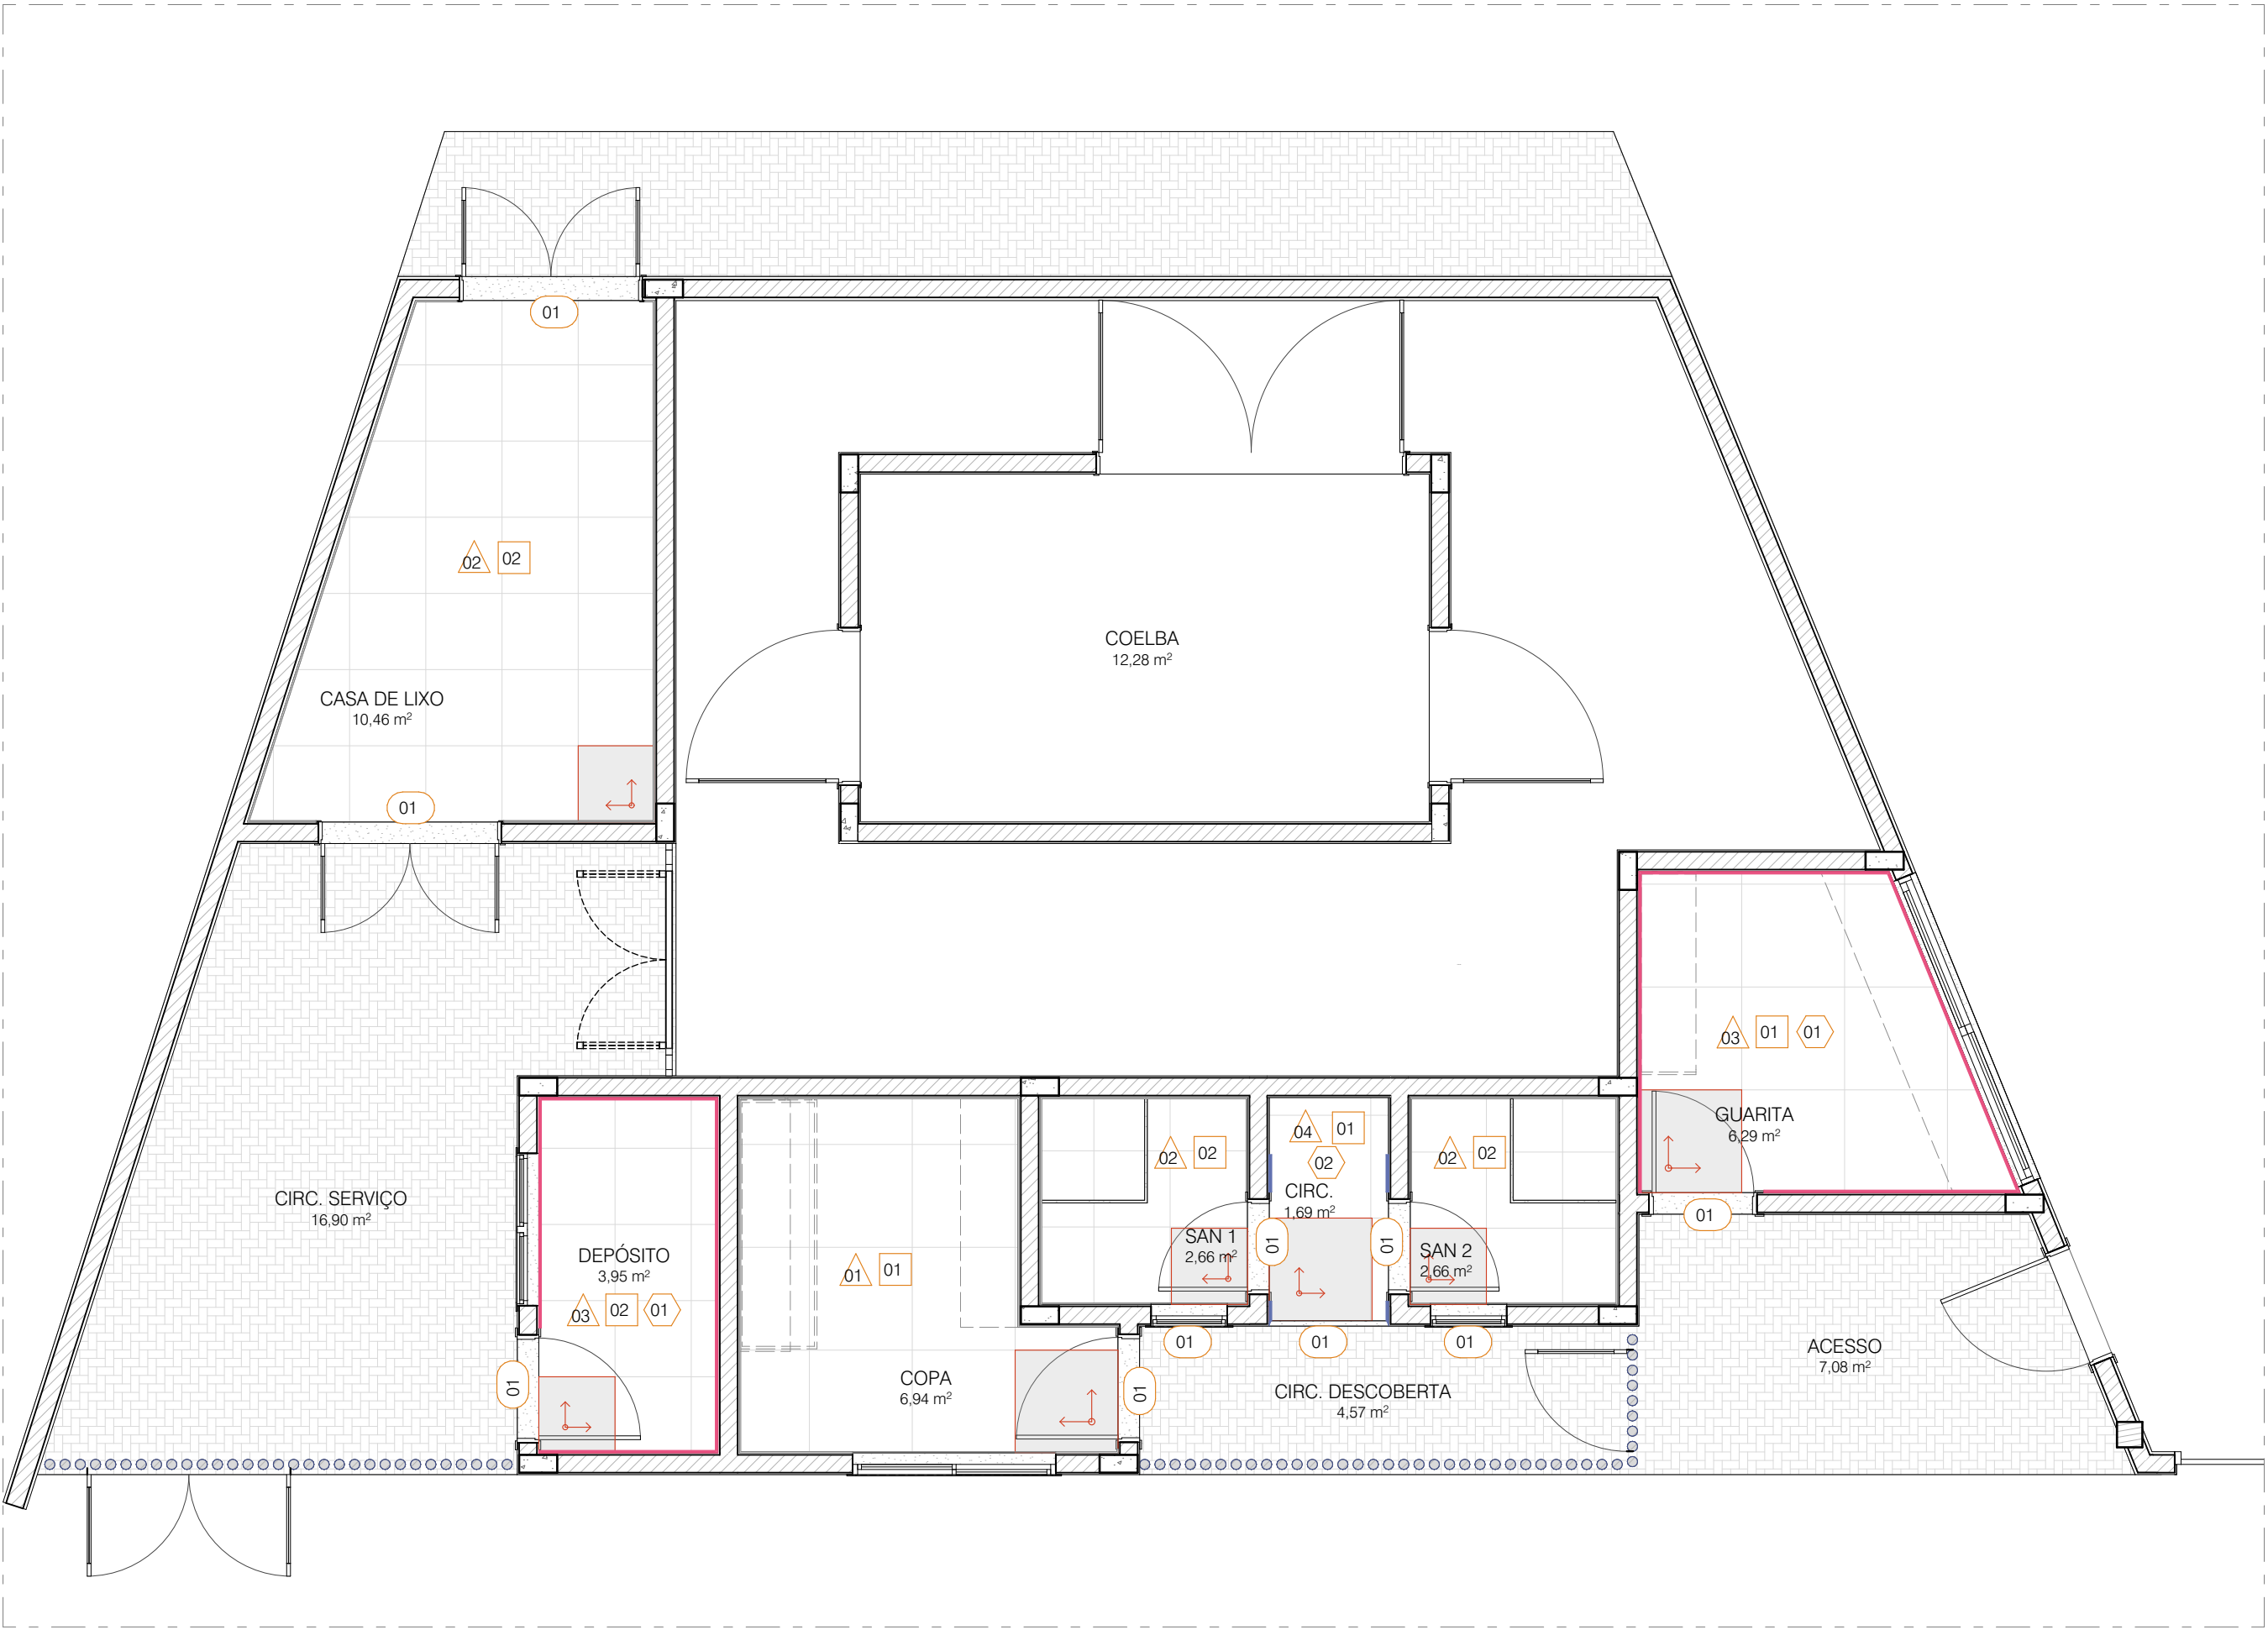 01
02 02
COELBA
12,28 m²
CASA DE LIXO
10,46 m²
01
03 01 01
GUARITA
6,29 m²
01
04 01
02
02 02
02 02
CIRC.
1,69 m²
CIRC. SERVIÇO
16,90 m²
SAN 1
2,66 m²
01
01
SAN 2
2,66 m²
DEPÓSITO
3,95 m²
03 02 01
01 01
01
01
01
ACESSO
7,08 m²
COPA
6,94 m²
01
01
CIRC. DESCOBERTA
4,57 m²